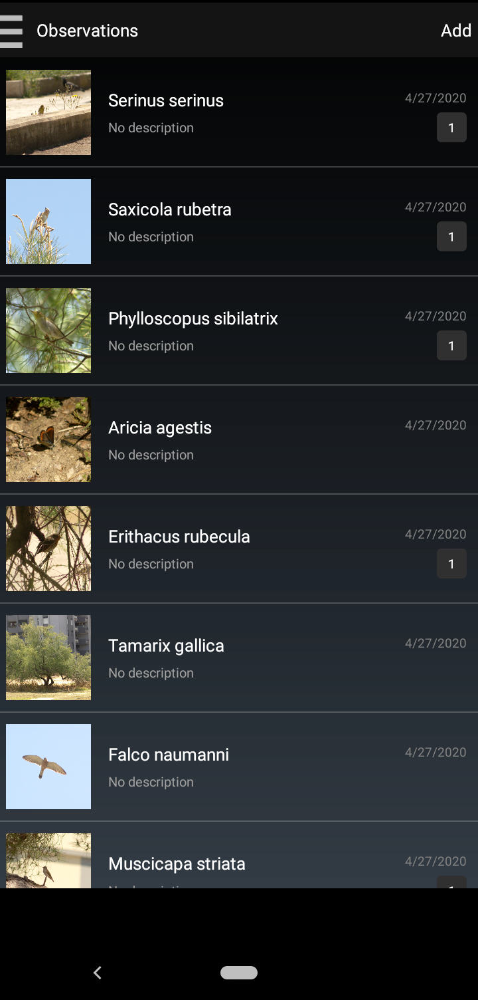 Observations
Add
Serinus serinus
4/27/2020
No description
1
Saxicola rubetra
4/27/2020
No description
1
Phylloscopus sibilatrix
4/27/2020
No description
1
Aricia agestis
4/27/2020
No description
Erithacus rubecula
4/27/2020
No description
1
Tamarix gallica
4/27/2020
No description
Falco naumanni
4/27/2020
No description
Muscicapa striata
4/27/2020